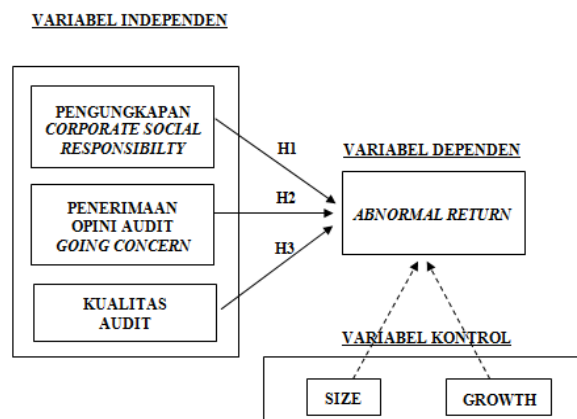 VARIABEL INDEPENDEN
PENGUNGKAPAN
CORPORATE SOCIAL
RESPONSIBILTY
H1
VARIABEL DEPENDEN
PENERIMAAN
OPINI AUDIT
GOING CONCERN
H2
ABNORMAL RETURN
H3
KUALITAS
AUDIT
VARIABEL KONTROL
SIZE
GROWTH